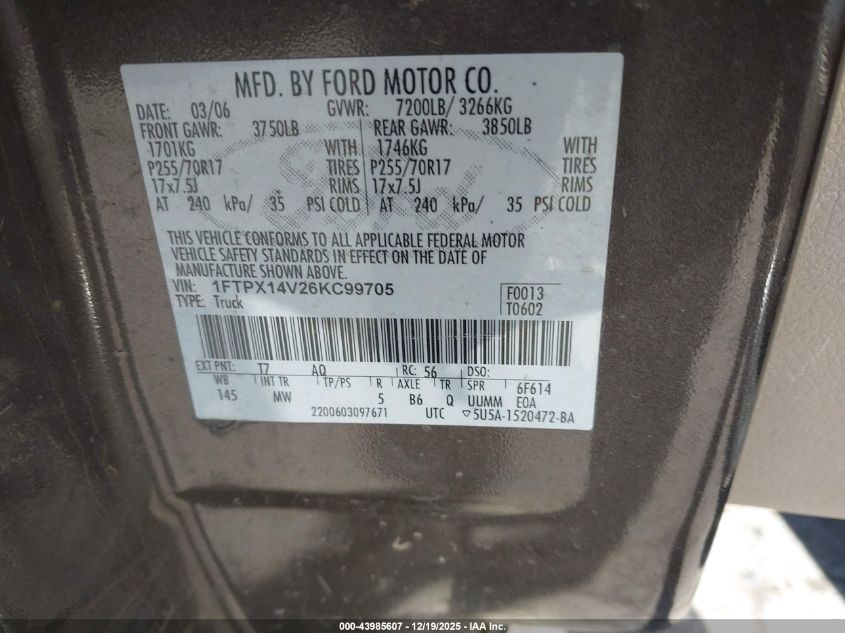 MFD. BY FORD MOTOR CO.
DATE: 03/06 GVWR: 7200LB/ 3266KG
FRONT GAWR: 3750LB REAR GAWR: 3850LB
1701KG WITH 1746KG WITH
P255/70R17 TIRES P255/70R17 TIRES
17x7.5J RIMS 17x7.5J RIMS
AT 240 kPa/ 35 PSI COLD AT 240 kPa/ 35 PSI COLD
THIS VEHICLE CONFORMS TO ALL APPLICABLE FEDERAL MOTOR
VEHICLE SAFETY STANDARDS IN EFFECT ON THE DATE OF
MANUFACTURE SHOWN ABOVE.
VIN: 1FTPX14V26KC99705 F0013
TYPE: Truck T0602
EXT PNT: T7 AQ RC: 56 DSO:
WB INT TR TP/PS R AXLE TR SPR 6F614
145 MW 5 B6 Q UUMM E0A
2200603097671 UTC ▽5U5A-1520472-BA
000-43985607 - 12/19/2025 - IAA Inc.